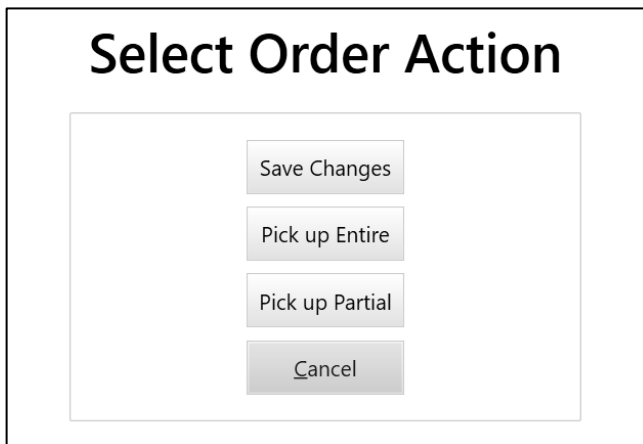 Select Order Action
Save Changes
Pick up Entire
Pick up Partial
Cancel